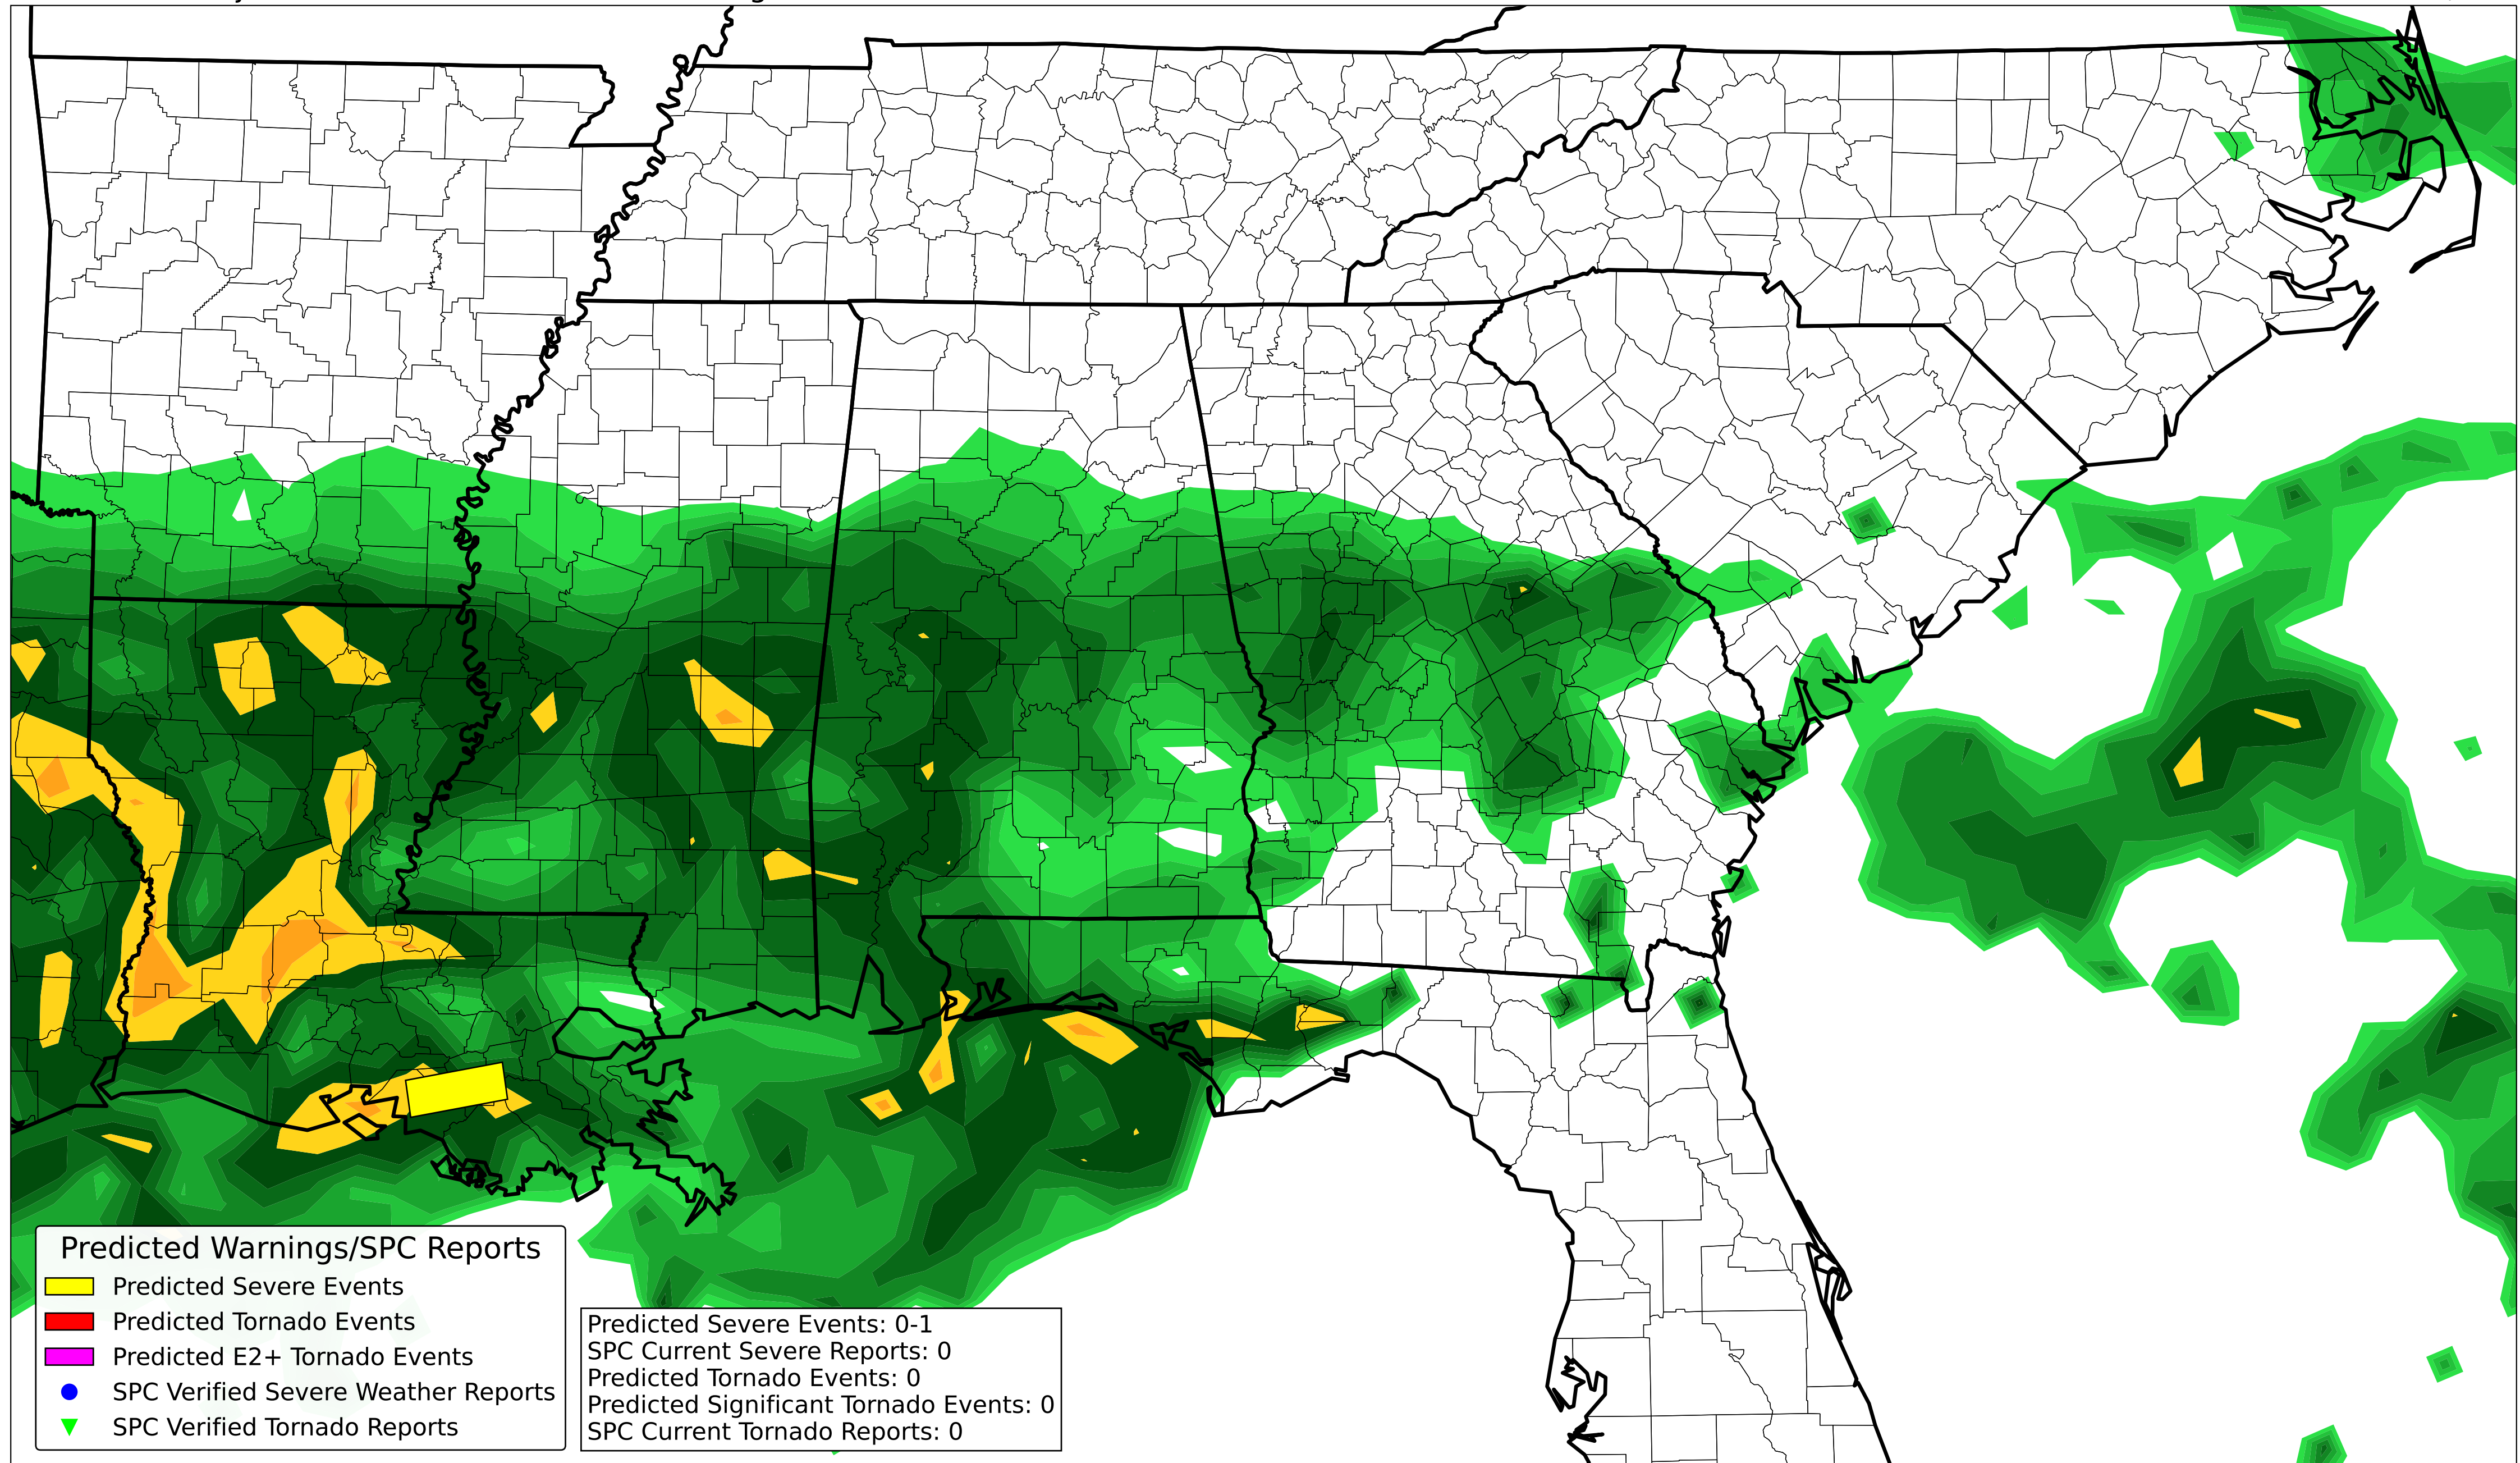 Predicted Warnings/SPC Reports
Predicted Severe Events
Predicted Tornado Events
Predicted E2+ Tornado Events
SPC Verified Severe Weather Reports
SPC Verified Tornado Reports
Predicted Severe Events: 0-1
SPC Current Severe Reports: 0
Predicted Tornado Events: 0
Predicted Significant Tornado Events: 0
SPC Current Tornado Reports: 0